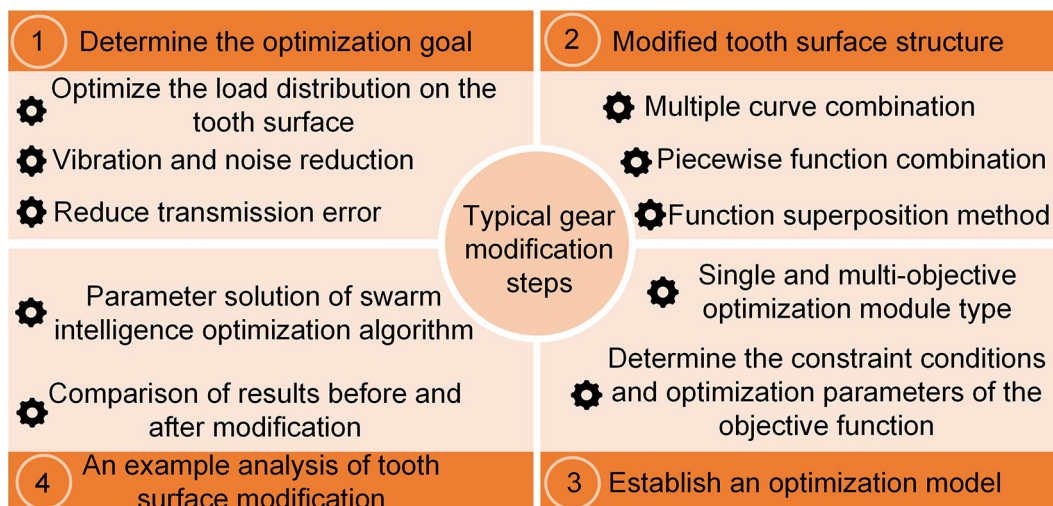 1 Determine the optimization goal
Optimize the load distribution on the
tooth surface
Vibration and noise reduction
Reduce transmission error
2 Modified tooth surface structure
Multiple curve combination
Piecewise function combination
Function superposition method
Typical gear
modification
steps
Single and multi-objective
optimization module type
Determine the constraint conditions
and optimization parameters of the
objective function
3 Establish an optimization model
Parameter solution of swarm
intelligence optimization algorithm
Comparison of results before and
after modification
4 An example analysis of tooth
surface modification